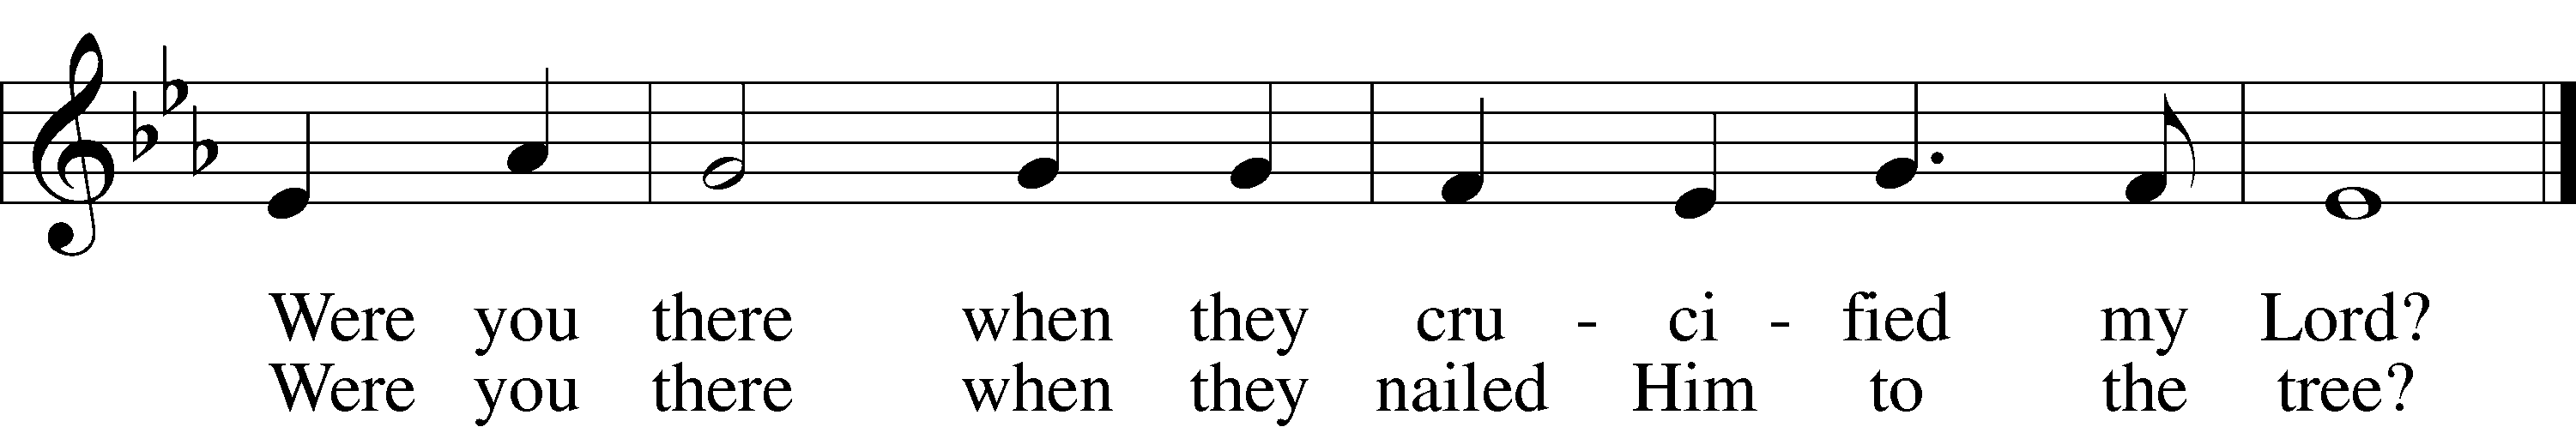 Were you there when they cru - ci - fied my Lord?
Were you there when they nailed Him to the tree?